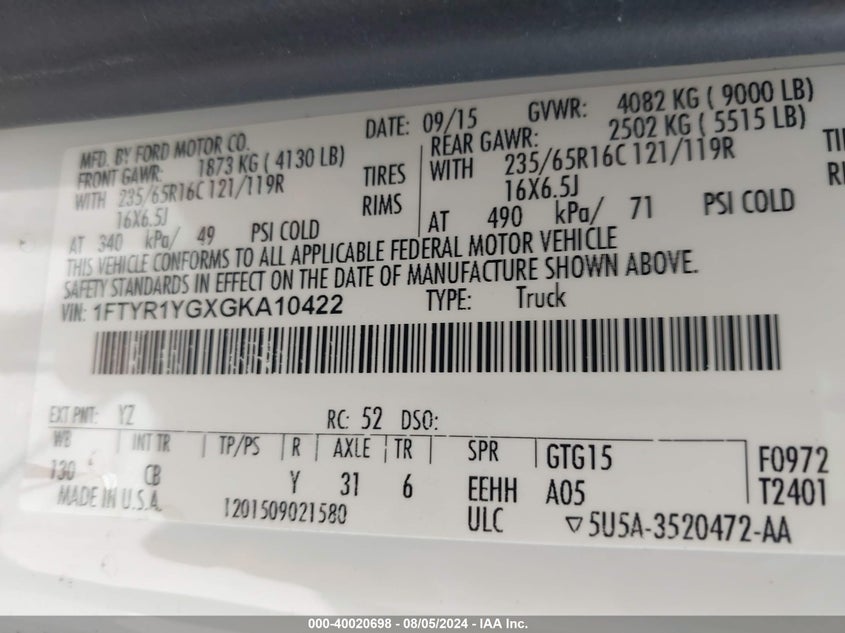 MFD. BY FORD MOTOR CO. DATE: 09/15 GVWR: 4082 KG ( 9000 LB)
FRONT GAWR: 1873 KG ( 4130 LB) REAR GAWR: 2502 KG ( 5515 LB)
WITH 235/65R16C 121/119R TIRES WITH 235/65R16C 121/119R
16X6.5J RIMS 16X6.5J
AT 340 kPa/ 49 PSI COLD AT 490 kPa/ 71 PSI COLD
THIS VEHICLE CONFORMS TO ALL APPLICABLE FEDERAL MOTOR VEHICLE
SAFETY STANDARDS IN EFFECT ON THE DATE OF MANUFACTURE SHOWN ABOVE.
VIN: 1FTYR1YGXGKA10422 TYPE: Truck
EXT PNT: YZ RC: 52 DSO:
WB INT TR TP/PS R AXLE TR SPR GTG15 F0972
130 CB Y 31 6 EEHH A05 T2401
MADE IN U.S.A. 1201509021580 ULC ▽5U5A-3520472-AA
000-40020698 - 08/05/2024 - IAA Inc.